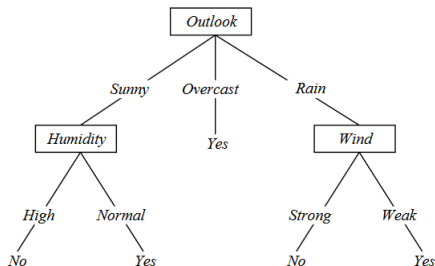 Outlook
Sunny Overcast Rain
Humidity Yes Wind
High Normal Strong Weak
No Yes No Yes